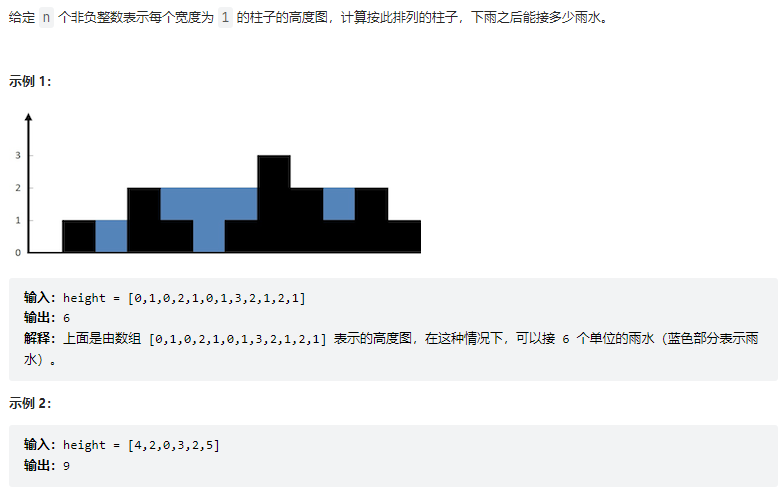 给定 n 个非负整数表示每个宽度为 1 的柱子的高度图，计算按此排列的柱子，下雨之后能接多少雨水。
示例 1：
3
2
1
0
输入：height = [0,1,0,2,1,0,1,3,2,1,2,1]
输出：6
解释：上面是由数组 [0,1,0,2,1,0,1,3,2,1,2,1] 表示的高度图，在这种情况下，可以接 6 个单位的雨水（蓝色部分表示雨
水）。
示例 2：
输入：height = [4,2,0,3,2,5]
输出：9